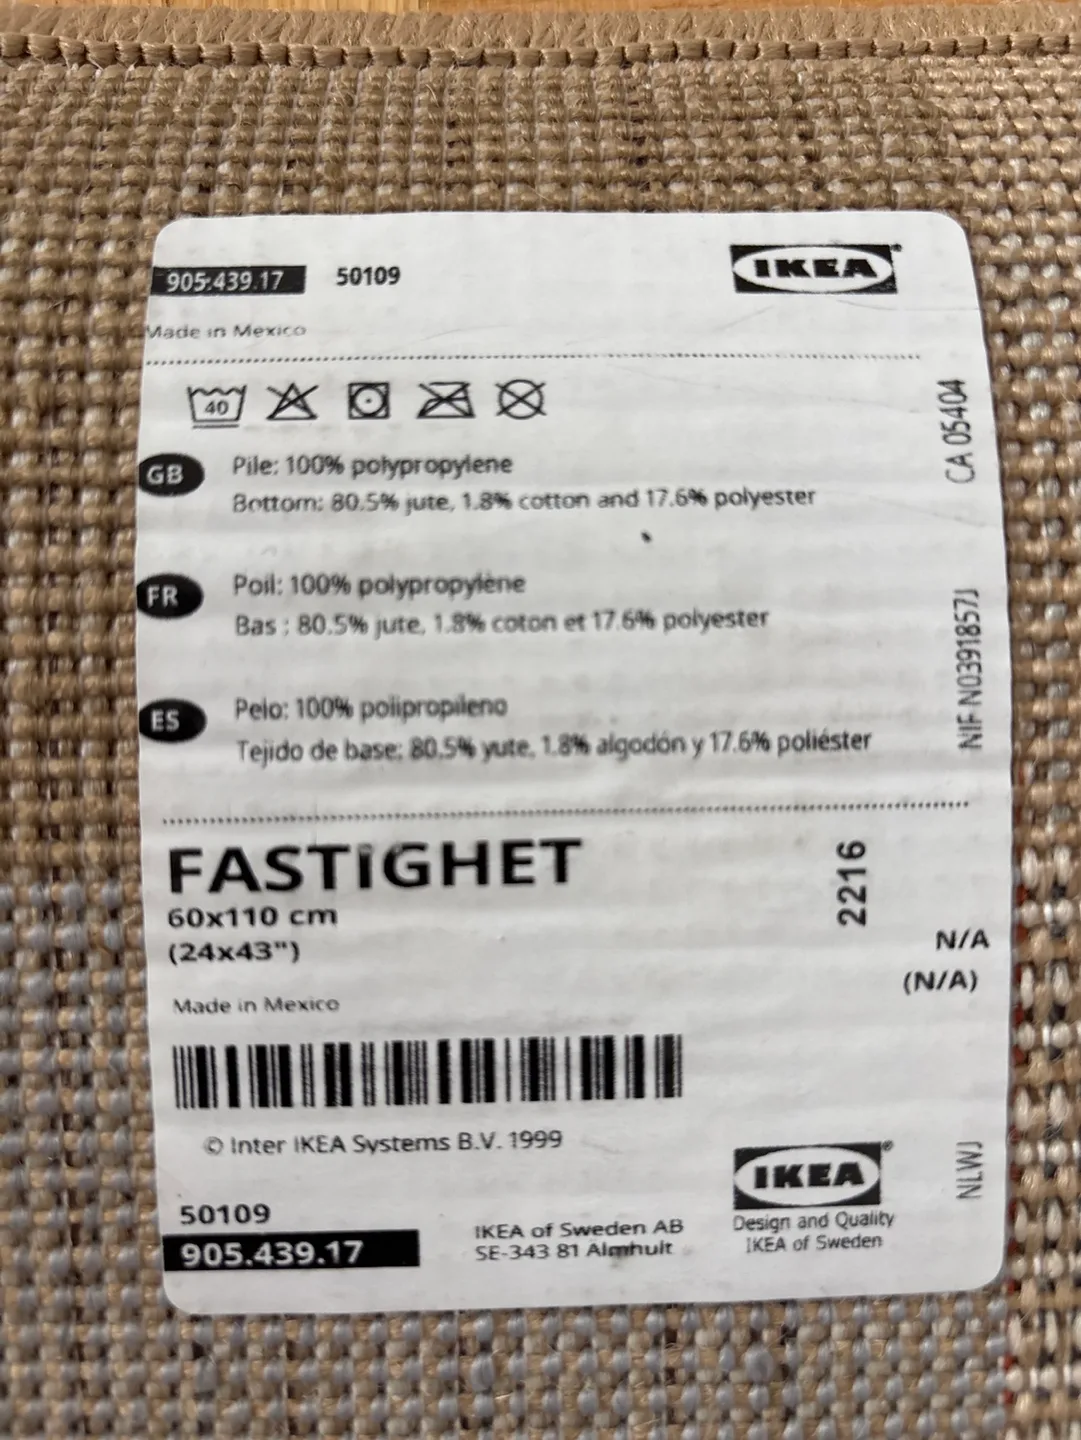 905.439.17 50109 IKEA
Made in Mexico
40
GB Pile: 100% polypropylene
Bottom: 80.5% jute, 1.8% cotton and 17.6% polyester
FR Poil: 100% polypropylène
Bas : 80.5% jute, 1.8% coton et 17.6% polyester
ES Pelo: 100% polipropileno
Tejido de base: 80.5% yute, 1.8% algodón y 17.6% poliéster
CA 05404
NIF N0391857J
FASTIGHET
60x110 cm
(24x43")
2216
N/A
(N/A)
Made in Mexico
© Inter IKEA Systems B.V. 1999
NLWJ
50109
905.439.17
IKEA of Sweden AB
SE-343 81 Älmhult
IKEA
Design and Quality
IKEA of Sweden